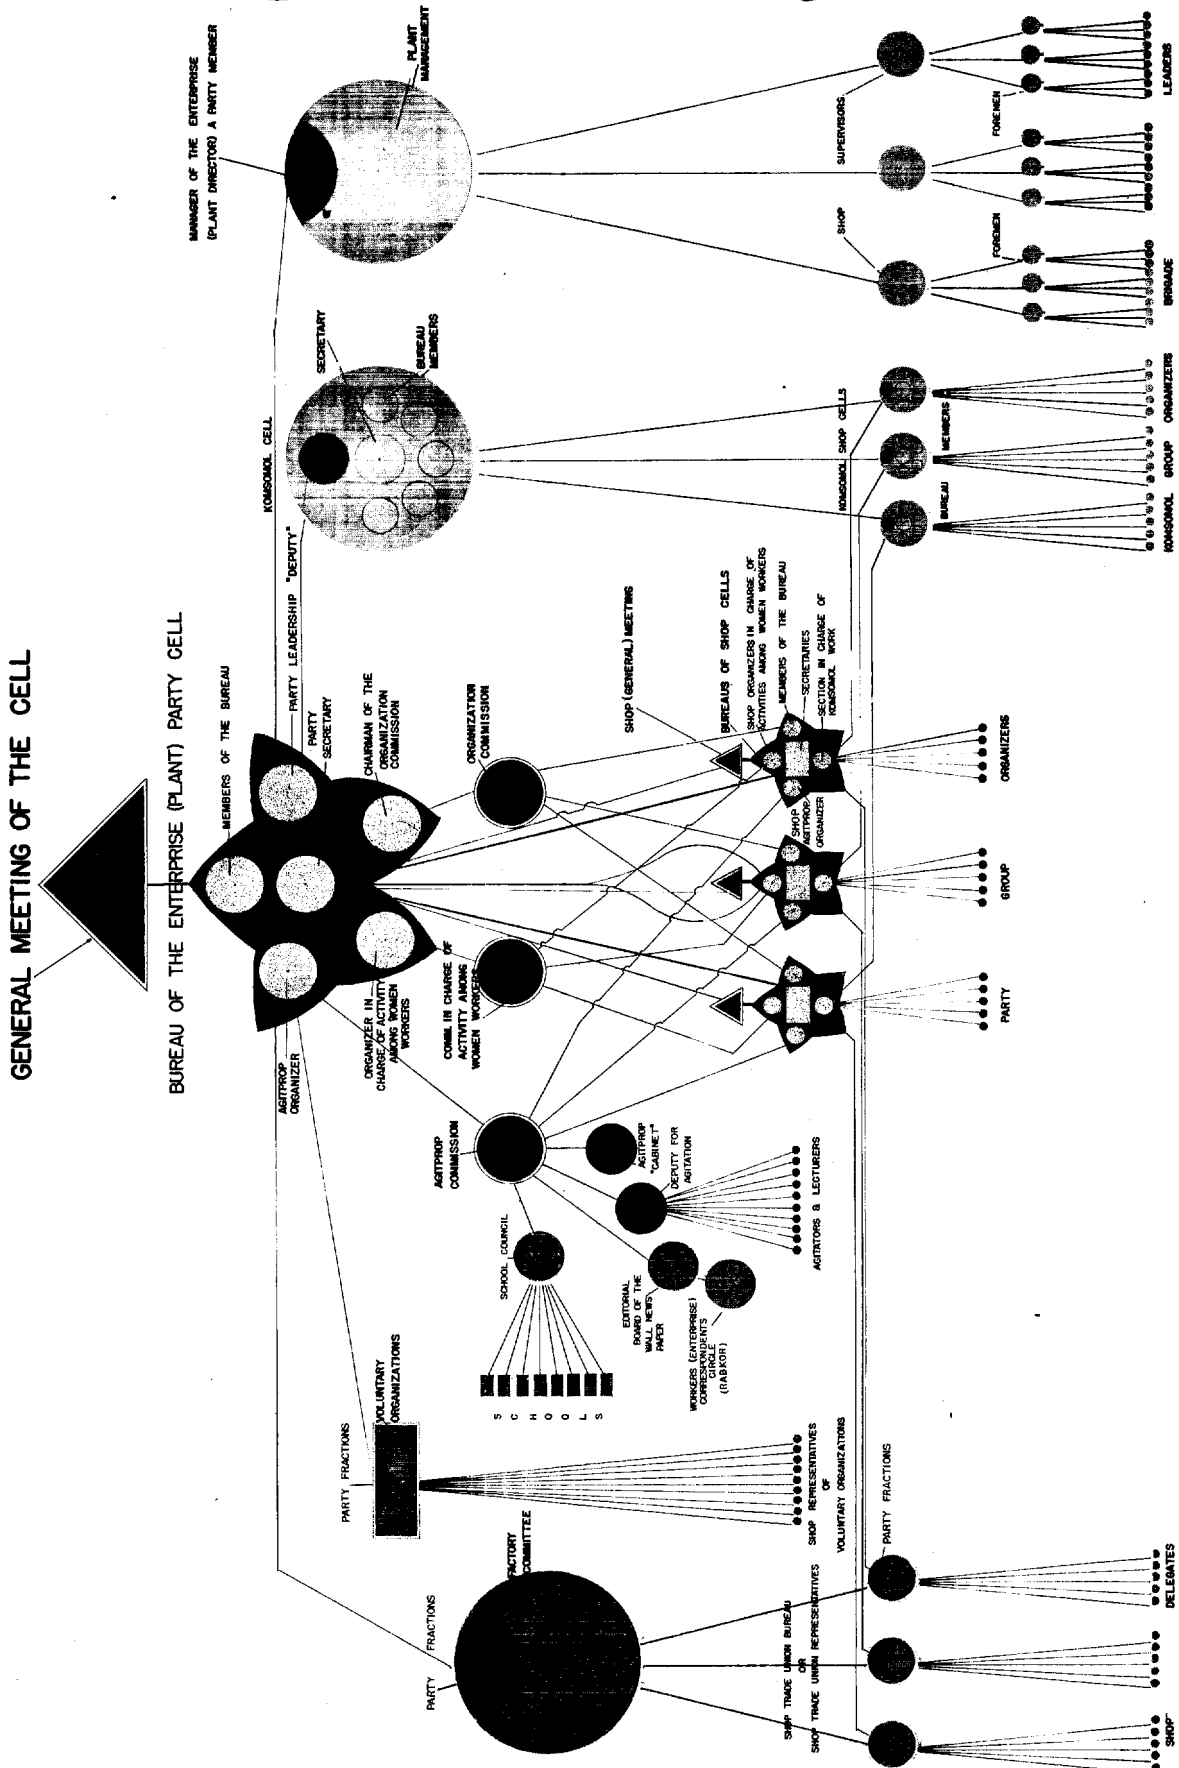 GENERAL MEETING OF THE CELL
BUREAU OF THE ENTERPRISE (PLANT) PARTY CELL
MANAGER OF THE ENTERPRISE
(PLANT DIRECTOR) A PARTY MEMBER
PLANT
MANAGEMENT
KOMSOMOL CELL
SECRETARY
BUREAU
MEMBERS
MEMBERS OF THE BUREAU
PARTY LEADERSHIP "DEPUTY"
PARTY
SECRETARY
CHAIRMAN OF THE
ORGANIZATION
COMMISSION
AGITPROP
ORGANIZER
ORGANIZER IN
CHARGE OF ACTIVITY
AMONG WOMEN
WORKERS
ORGANIZATION
COMMISSION
COMM. IN CHARGE OF
ACTIVITY AMONG
WOMEN WORKERS
AGITPROP
COMMISSION
PARTY FRACTIONS
VOLUNTARY
ORGANIZATIONS
PARTY FRACTIONS
FACTORY
COMMITTEE
SCHOOL COUNCIL
SCHOOLS
AGITPROP
"CABINET"
DEPUTY FOR
AGITATION
EDITORIAL
BOARD OF THE
WALL NEWS
PAPER
WORKERS (ENTERPRISE)
CORRESPONDENTS
CIRCLE
(RABKOR)
AGITATORS & LECTURERS
SHOP (GENERAL) MEETING
BUREAUS OF SHOP CELLS
SHOP ORGANIZERS IN CHARGE OF
ACTIVITIES AMONG WOMEN WORKERS
MEMBERS OF THE BUREAU
SECRETARIES
SECTION IN CHARGE OF
KOMSOMOL WORK
SHOP
AGITPROP
ORGANIZER
SHOP REPRESENTATIVES
OF
VOLUNTARY ORGANIZATIONS
SHOP TRADE UNION BUREAU
OR
SHOP TRADE UNION REPRESENTATIVES
PARTY FRACTIONS
KOMSOMOL SHOP CELLS
BUREAU MEMBERS
SHOP SUPERVISORS
FOREMEN
FOREMEN
PARTY GROUP ORGANIZERS
SHOP DELEGATES
KOMSOMOL GROUP ORGANIZERS
BRIGADE LEADERS